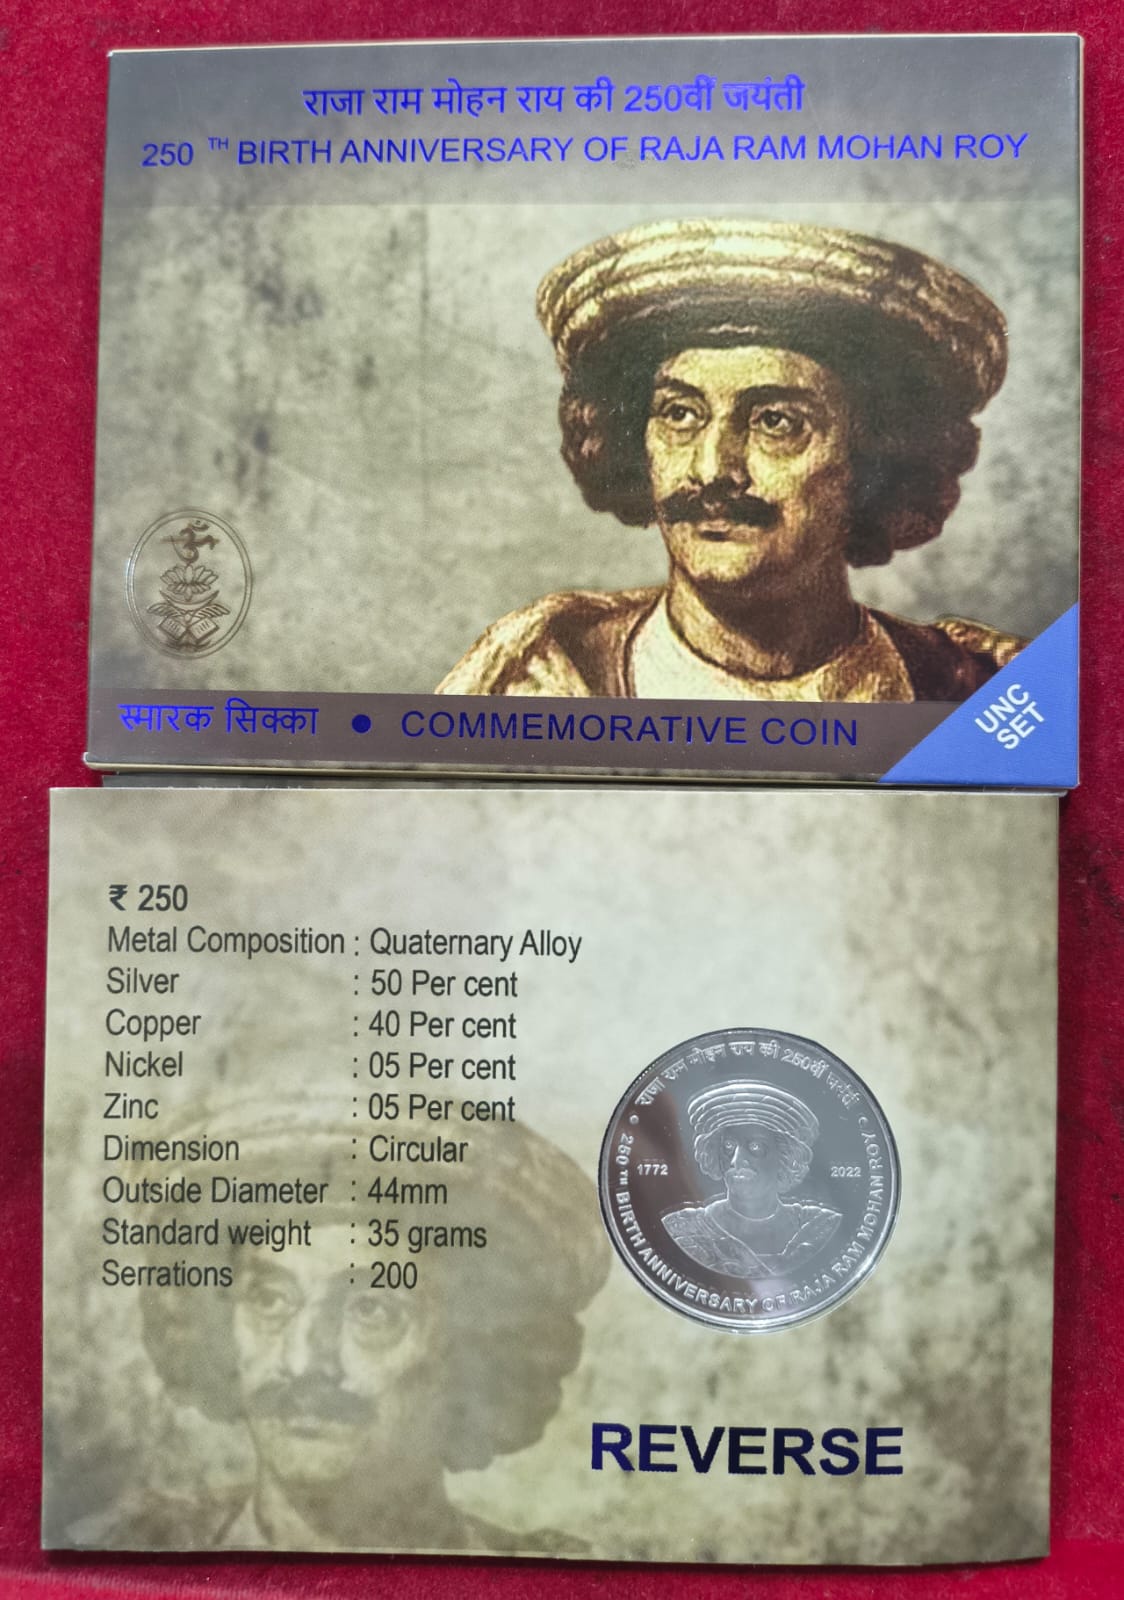 राजा राम मोहन राय की 250वीं जयंती
250 TH BIRTH ANNIVERSARY OF RAJA RAM MOHAN ROY
ॐ
स्मारक सिक्का ● COMMEMORATIVE COIN
UNC
SET
₹ 250
Metal Composition : Quaternary Alloy
Silver : 50 Per cent
Copper : 40 Per cent
Nickel : 05 Per cent
Zinc : 05 Per cent
Dimension : Circular
Outside Diameter : 44mm
Standard weight : 35 grams
Serrations : 200
राजा राम मोहन राय की 250वीं जयंती
1772
2022
250 TH BIRTH ANNIVERSARY OF RAJA RAM MOHAN ROY
REVERSE